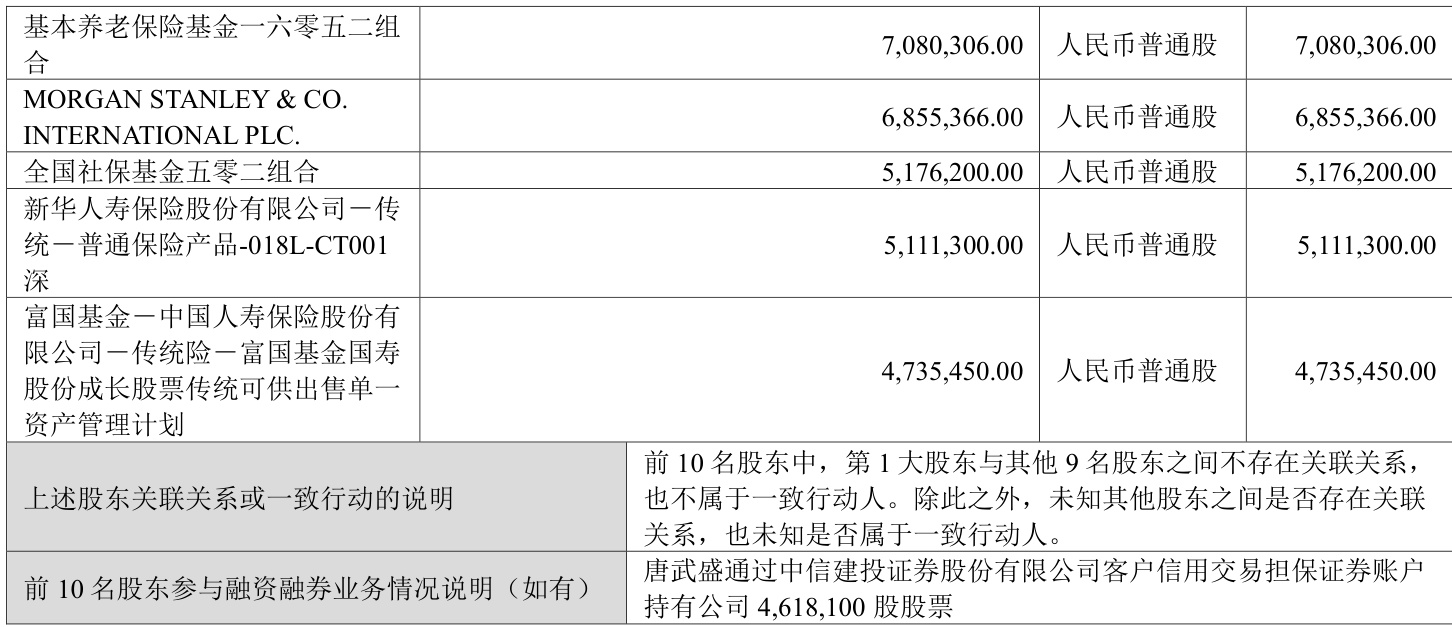 基本养老保险基金一六零五二组
合
7,080,306.00 人民币普通股 7,080,306.00
MORGAN STANLEY & CO.
INTERNATIONAL PLC.
6,855,366.00 人民币普通股 6,855,366.00
全国社保基金五零二组合 5,176,200.00 人民币普通股 5,176,200.00
新华人寿保险股份有限公司－传
统－普通保险产品-018L-CT001
深
5,111,300.00 人民币普通股 5,111,300.00
富国基金－中国人寿保险股份有
限公司－传统险－富国基金国寿
股份成长股票传统可供出售单一
资产管理计划
4,735,450.00 人民币普通股 4,735,450.00
上述股东关联关系或一致行动的说明
前 10 名股东中，第 1 大股东与其他 9 名股东之间不存在关联关系，
也不属于一致行动人。除此之外，未知其他股东之间是否存在关联
关系，也未知是否属于一致行动人。
前 10 名股东参与融资融券业务情况说明（如有）
唐武盛通过中信建投证券股份有限公司客户信用交易担保证券账户
持有公司 4,618,100 股股票